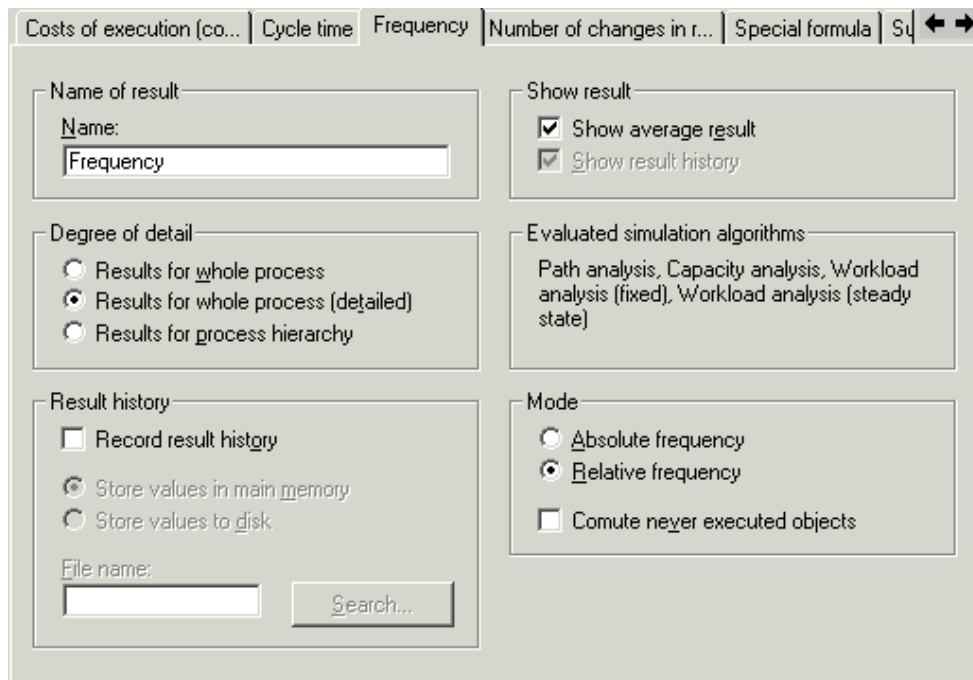 Costs of execution (co... Cycle time Frequency Number of changes in r... Special formula Su
Name of result
Name:
Frequency
Show result
Show average result
Show result history
Degree of detail
Results for whole process
Results for whole process (detailed)
Results for process hierarchy
Evaluated simulation algorithms
Path analysis, Capacity analysis, Workload
analysis (fixed), Workload analysis (steady
state)
Result history
Record result history
Store values in main memory
Store values to disk
File name:
Search...
Mode
Absolute frequency
Relative frequency
Comute never executed objects